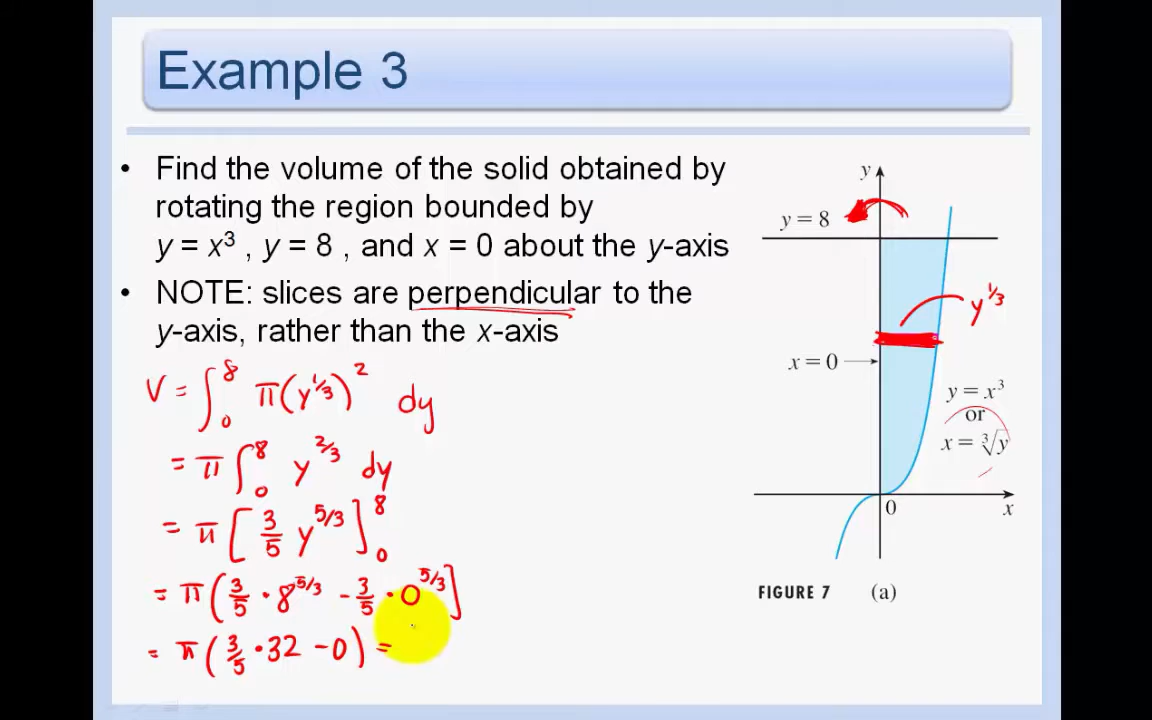 Example 3
• Find the volume of the solid obtained by
rotating the region bounded by
y = x³ , y = 8 , and x = 0 about the y-axis
• NOTE: slices are perpendicular to the
y-axis, rather than the x-axis
V = ∫₀⁸ π(y^{1/3})² dy
= π ∫₀⁸ y^{2/3} dy
= π [ 3/5 y^{5/3} ]₀⁸
= π ( 3/5 · 8^{5/3} - 3/5 · 0^{5/3} ]
= π ( 3/5 · 32 - 0 ) =
y
y = 8
y^{1/3}
x = 0
y = x³
or
x = ∛y
0
x
FIGURE 7 (a)